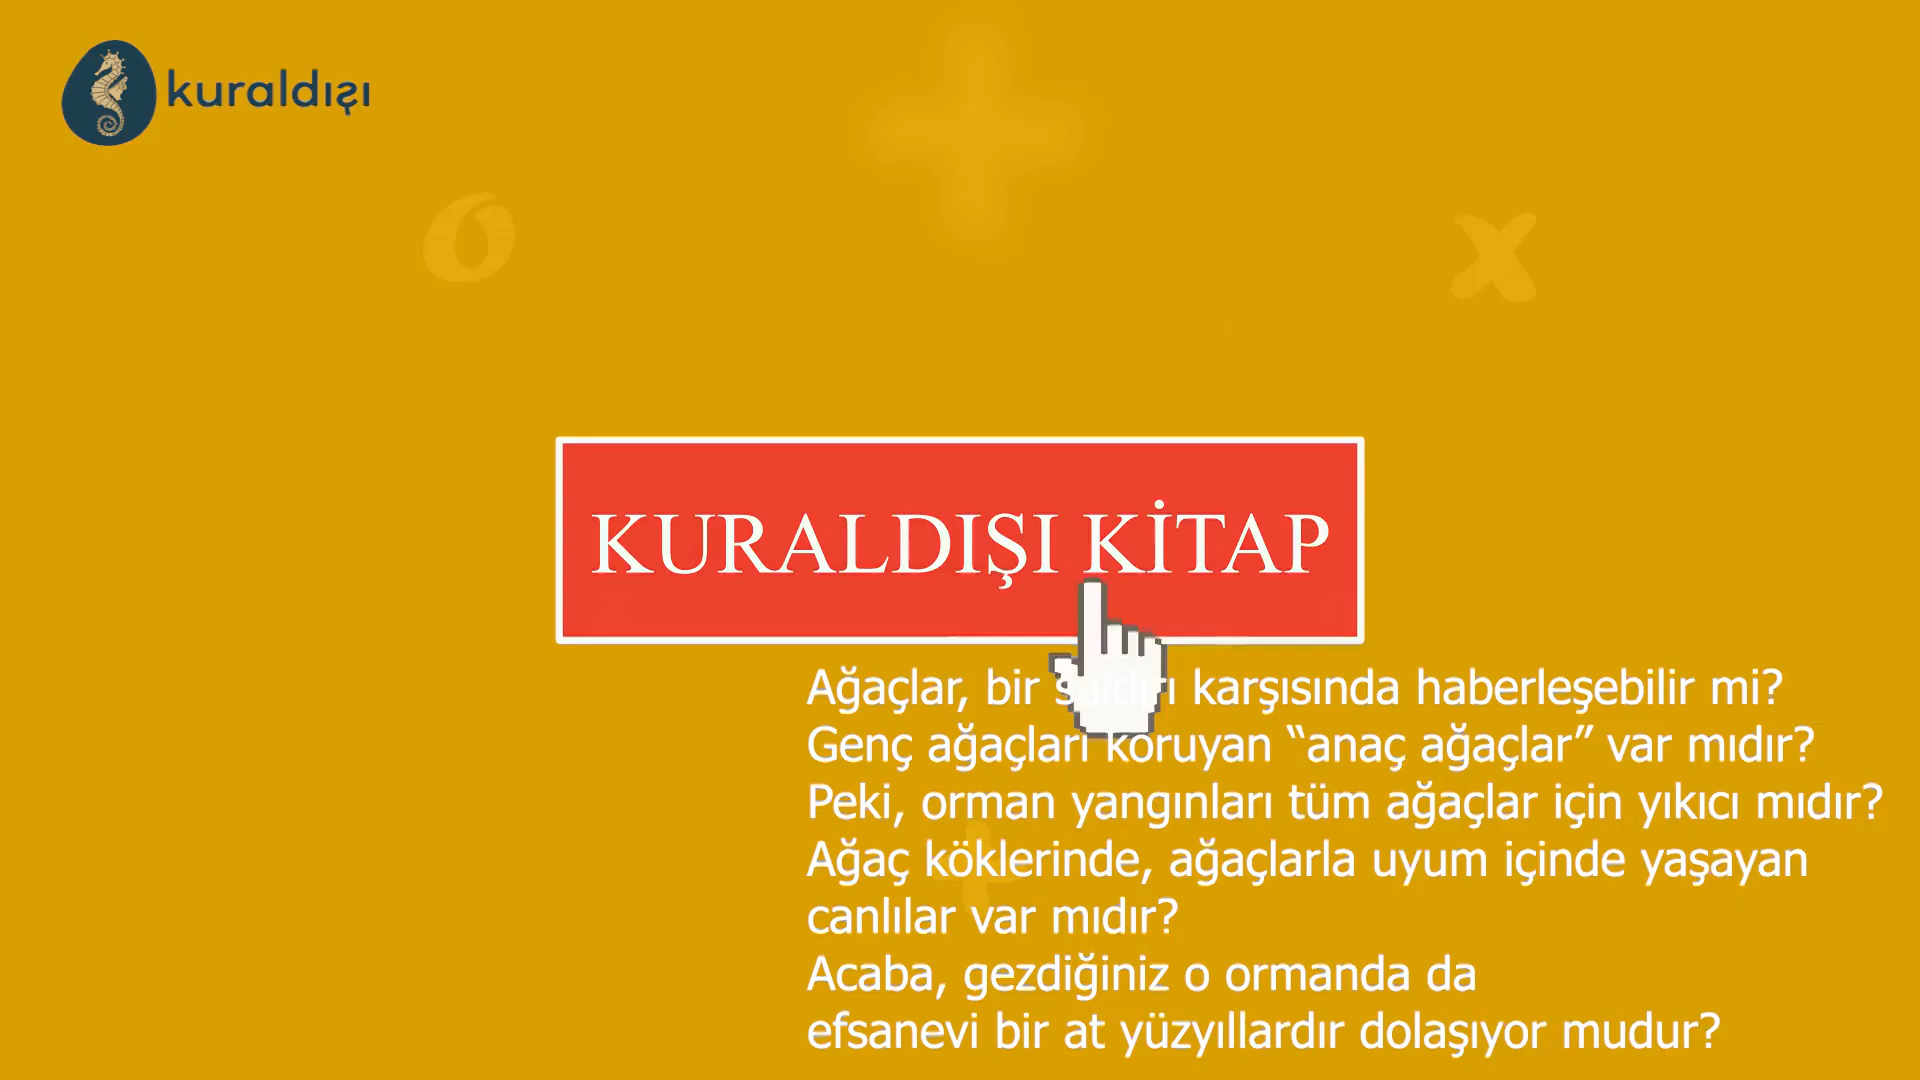 kuraldışı
KURALDIŞI KİTAP
Ağaçlar, bir saldırı karşısında haberleşebilir mi?
Genç ağaçları koruyan “anaç ağaçlar” var mıdır?
Peki, orman yangınları tüm ağaçlar için yıkıcı mıdır?
Ağaç köklerinde, ağaçlarla uyum içinde yaşayan
canlılar var mıdır?
Acaba, gezdiğiniz o ormanda da
efsanevi bir at yüzyıllardır dolaşıyor mudur?